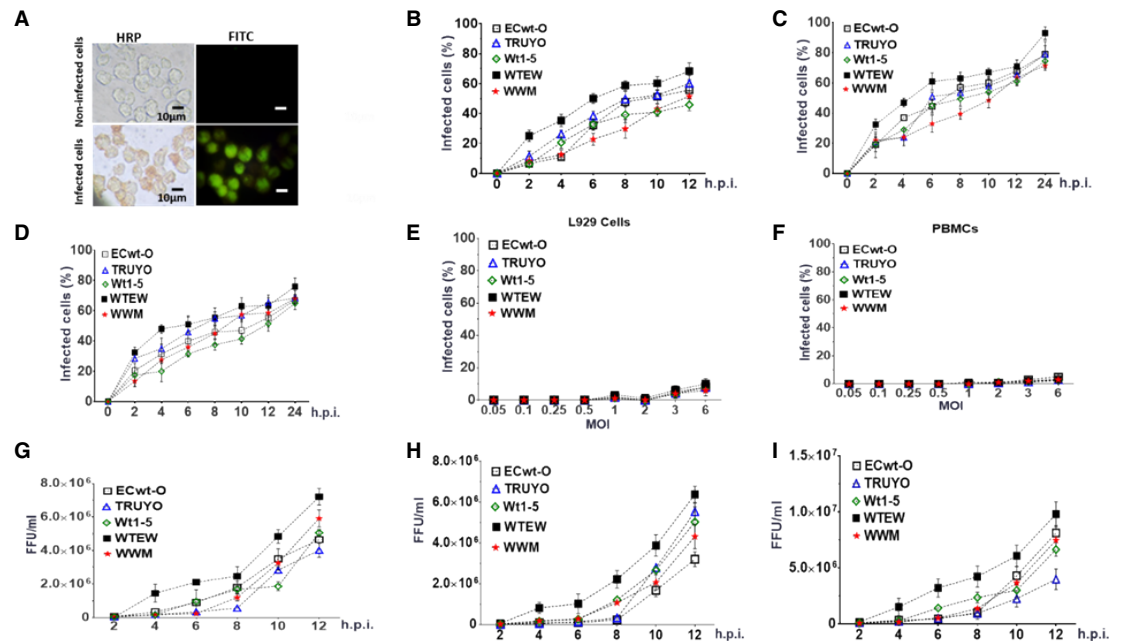 A
HRP
FITC
Non-infected cells
10µm
Infected cells
10µm
B
Infected cells (%)
100
80
60
40
20
0
ECwt-O
TRUYO
Wt1-5
WTEW
WWM
0 2 4 6 8 10 12 h.p.i.
C
Infected cells (%)
100
80
60
40
20
0
ECwt-O
TRUYO
Wt1-5
WTEW
WWM
0 2 4 6 8 10 12 24 h.p.i.
D
Infected cells (%)
100
80
60
40
20
0
ECwt-O
TRUYO
Wt1-5
WTEW
WWM
0 2 4 6 8 10 12 24 h.p.i.
E
L929 Cells
Infected cells (%)
100
80
60
40
20
0
ECwt-O
TRUYO
Wt1-5
WTEW
WWM
0.05 0.1 0.25 0.5 1 2 3 6
MOI
F
PBMCs
Infected cells (%)
100
80
60
40
20
0
ECwt-O
TRUYO
Wt1-5
WTEW
WWM
0.05 0.1 0.25 0.5 1 2 3 6
MOI
G
FFU/ml
8.0×10⁶
6.0×10⁶
4.0×10⁶
2.0×10⁶
0
ECwt-O
TRUYO
Wt1-5
WTEW
WWM
2 4 6 8 10 12 h.p.i.
H
FFU/ml
8.0×10⁶
6.0×10⁶
4.0×10⁶
2.0×10⁶
0
ECwt-O
TRUYO
Wt1-5
WTEW
WWM
2 4 6 8 10 12 h.p.i.
I
FFU/ml
1.5×10⁷
1.0×10⁷
5.0×10⁶
0
ECwt-O
TRUYO
Wt1-5
WTEW
WWM
2 4 6 8 10 12 h.p.i.